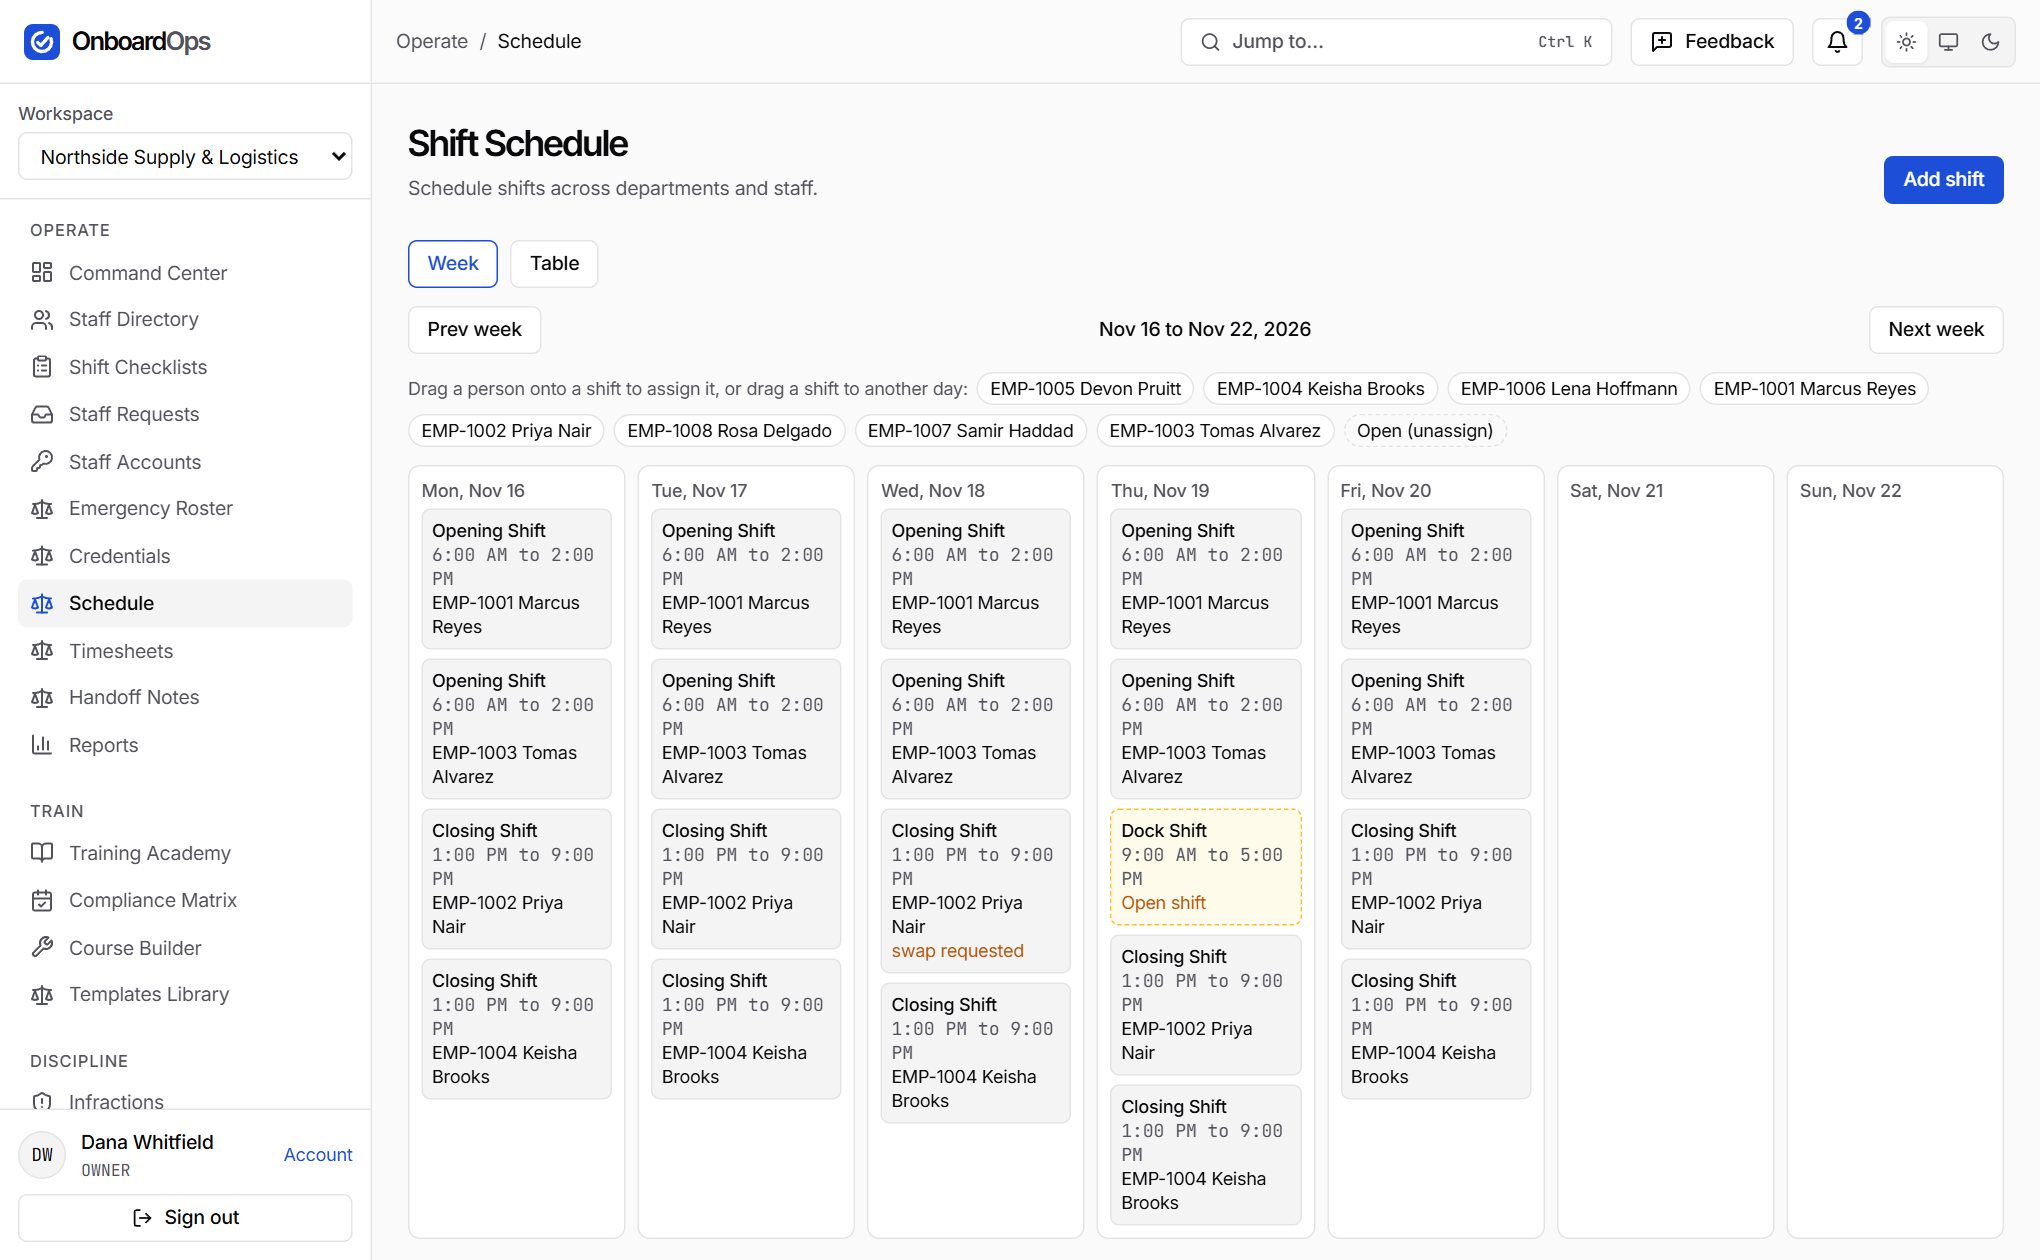 OnboardOps
Workspace
Northside Supply & Logistics
OPERATE
Command Center
Staff Directory
Shift Checklists
Staff Requests
Staff Accounts
Emergency Roster
Credentials
Schedule
Timesheets
Handoff Notes
Reports
TRAIN
Training Academy
Compliance Matrix
Course Builder
Templates Library
DISCIPLINE
Infractions
DW
Dana Whitfield
OWNER
Account
Sign out
Operate / Schedule
Jump to...
Ctrl K
Feedback
2
Shift Schedule
Schedule shifts across departments and staff.
Add shift
Week
Table
Prev week
Nov 16 to Nov 22, 2026
Next week
Drag a person onto a shift to assign it, or drag a shift to another day:
EMP-1005 Devon Pruitt
EMP-1004 Keisha Brooks
EMP-1006 Lena Hoffmann
EMP-1001 Marcus Reyes
EMP-1002 Priya Nair
EMP-1008 Rosa Delgado
EMP-1007 Samir Haddad
EMP-1003 Tomas Alvarez
Open (unassign)
Mon, Nov 16
Opening Shift
6:00 AM to 2:00
PM
EMP-1001 Marcus
Reyes
Opening Shift
6:00 AM to 2:00
PM
EMP-1003 Tomas
Alvarez
Closing Shift
1:00 PM to 9:00
PM
EMP-1002 Priya
Nair
Closing Shift
1:00 PM to 9:00
PM
EMP-1004 Keisha
Brooks
Tue, Nov 17
Opening Shift
6:00 AM to 2:00
PM
EMP-1001 Marcus
Reyes
Opening Shift
6:00 AM to 2:00
PM
EMP-1003 Tomas
Alvarez
Closing Shift
1:00 PM to 9:00
PM
EMP-1002 Priya
Nair
Closing Shift
1:00 PM to 9:00
PM
EMP-1004 Keisha
Brooks
Wed, Nov 18
Opening Shift
6:00 AM to 2:00
PM
EMP-1001 Marcus
Reyes
Opening Shift
6:00 AM to 2:00
PM
EMP-1003 Tomas
Alvarez
Closing Shift
1:00 PM to 9:00
PM
EMP-1002 Priya
Nair
swap requested
Closing Shift
1:00 PM to 9:00
PM
EMP-1004 Keisha
Brooks
Thu, Nov 19
Opening Shift
6:00 AM to 2:00
PM
EMP-1001 Marcus
Reyes
Opening Shift
6:00 AM to 2:00
PM
EMP-1003 Tomas
Alvarez
Dock Shift
9:00 AM to 5:00
PM
Open shift
Closing Shift
1:00 PM to 9:00
PM
EMP-1002 Priya
Nair
Closing Shift
1:00 PM to 9:00
PM
EMP-1004 Keisha
Brooks
Fri, Nov 20
Opening Shift
6:00 AM to 2:00
PM
EMP-1001 Marcus
Reyes
Opening Shift
6:00 AM to 2:00
PM
EMP-1003 Tomas
Alvarez
Closing Shift
1:00 PM to 9:00
PM
EMP-1002 Priya
Nair
Closing Shift
1:00 PM to 9:00
PM
EMP-1004 Keisha
Brooks
Sat, Nov 21
Sun, Nov 22